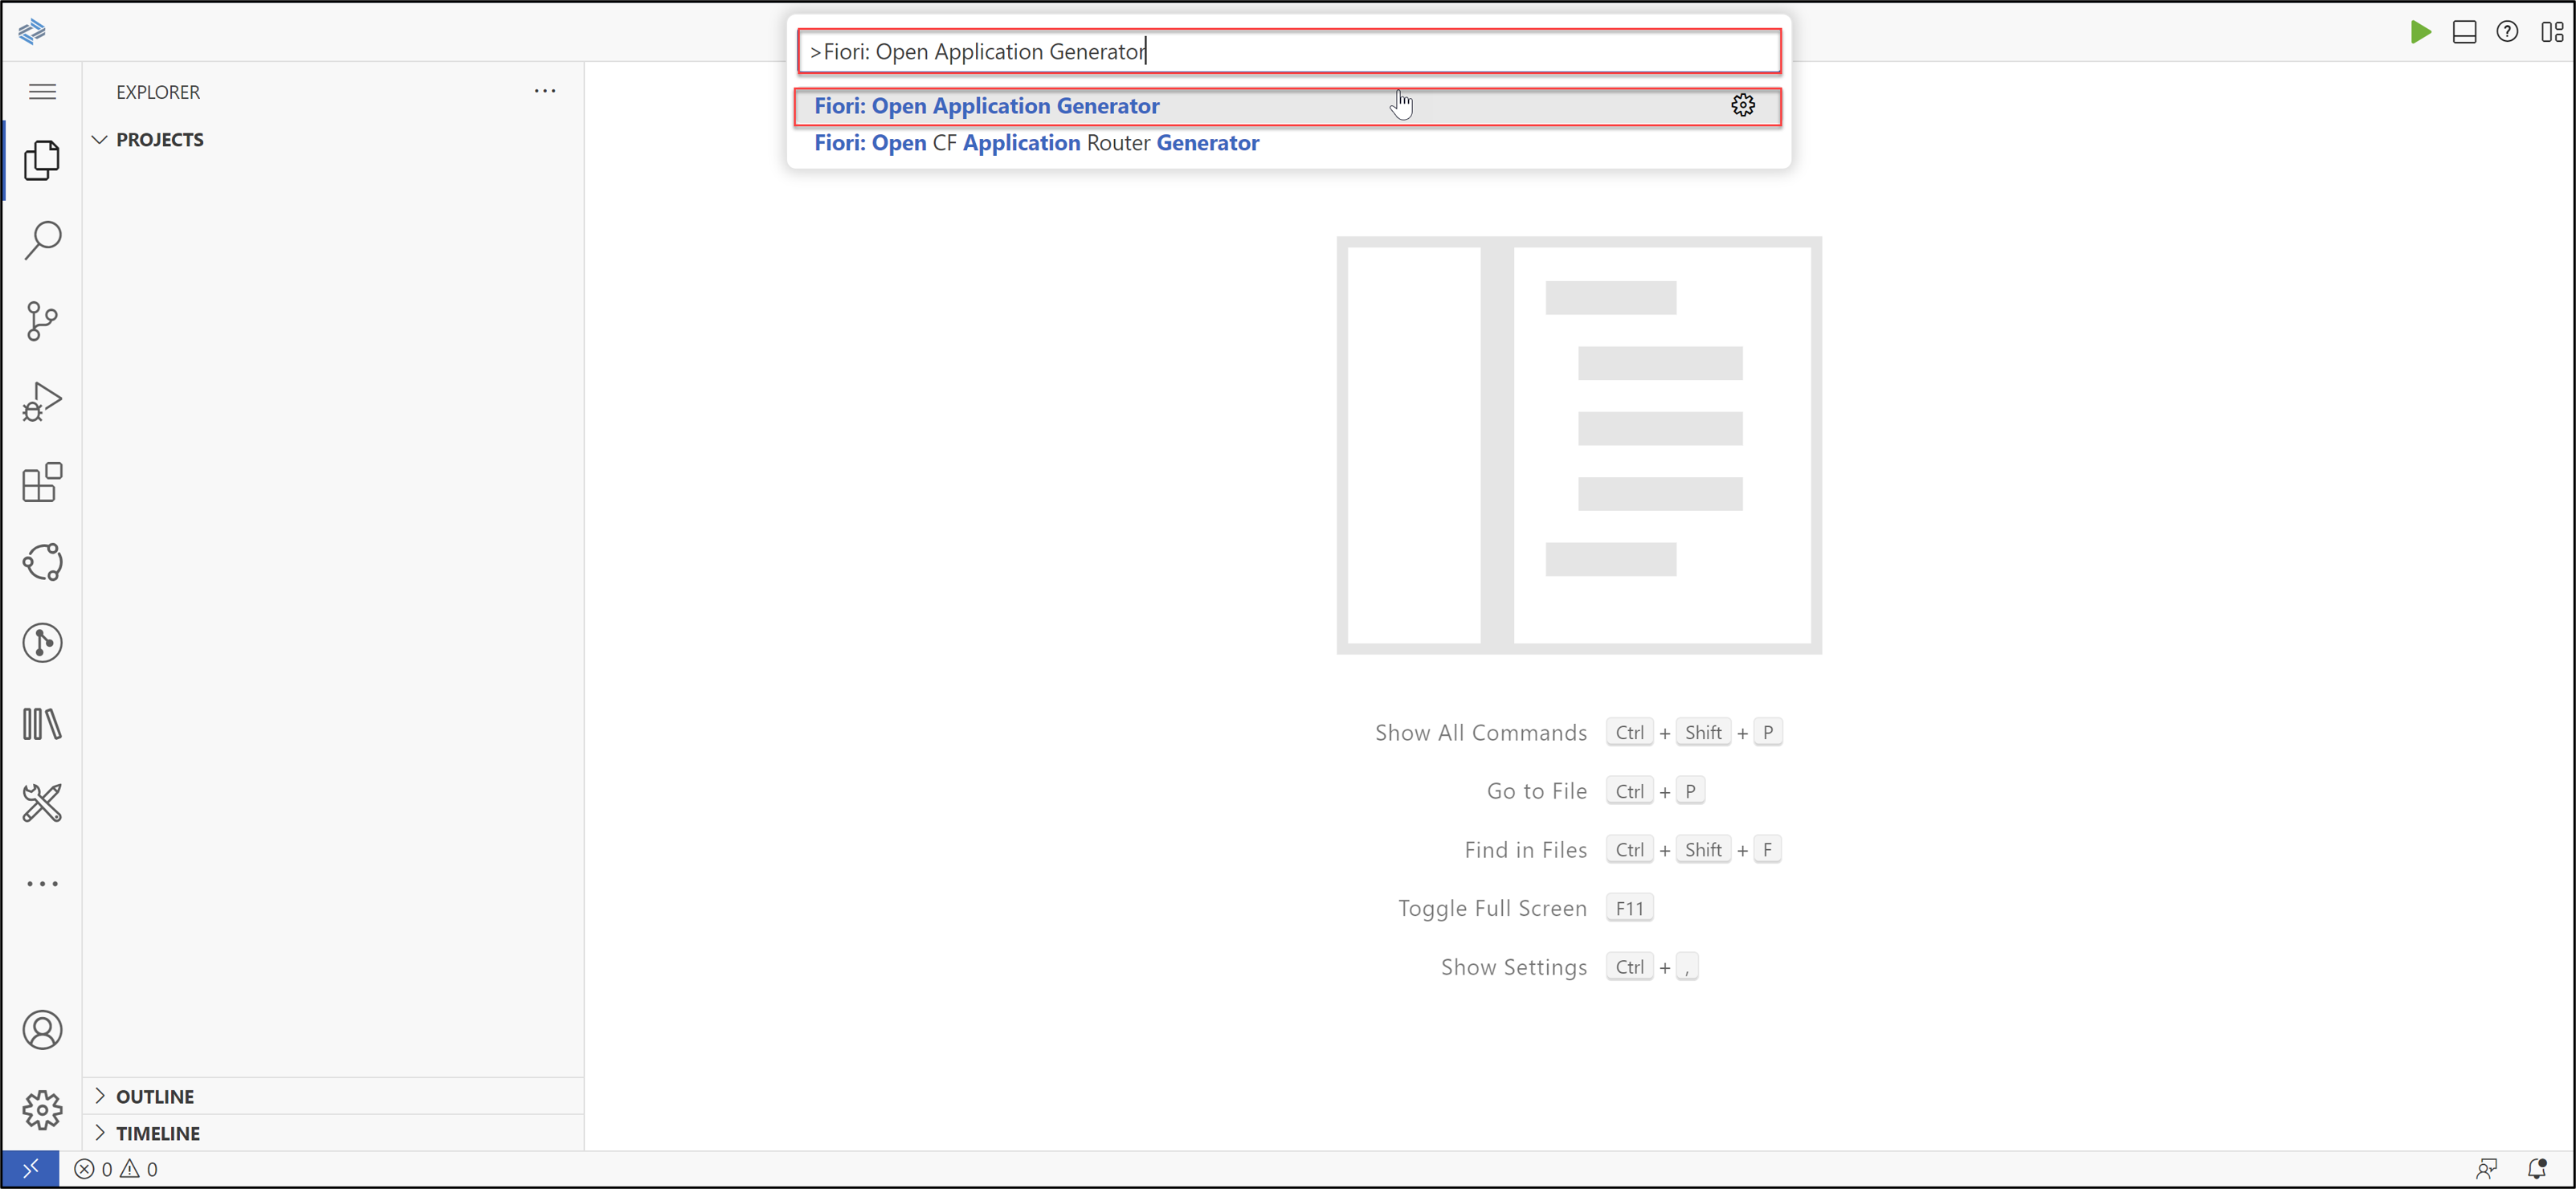 >Fiori: Open Application Generator
Fiori: Open Application Generator
Fiori: Open CF Application Router Generator
EXPLORER
PROJECTS
Show All Commands Ctrl + Shift + P
Go to File Ctrl + P
Find in Files Ctrl + Shift + F
Toggle Full Screen F11
Show Settings Ctrl + ,
OUTLINE
TIMELINE
0 0